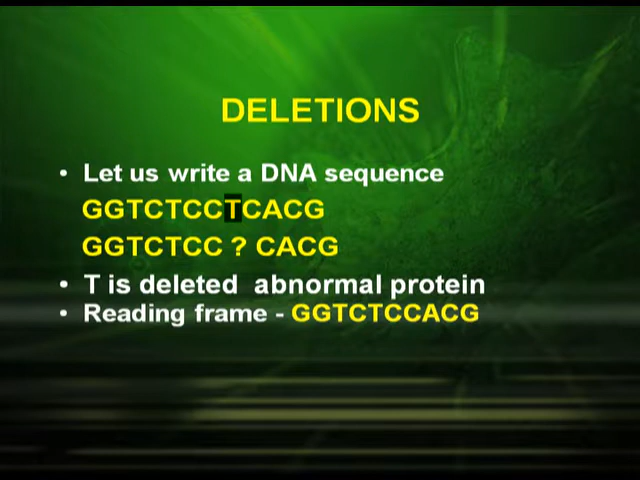 DELETIONS
• Let us write a DNA sequence
GGTCTCCTCACG
GGTCTCC ? CACG
• T is deleted  abnormal protein
• Reading frame - GGTCTCCACG